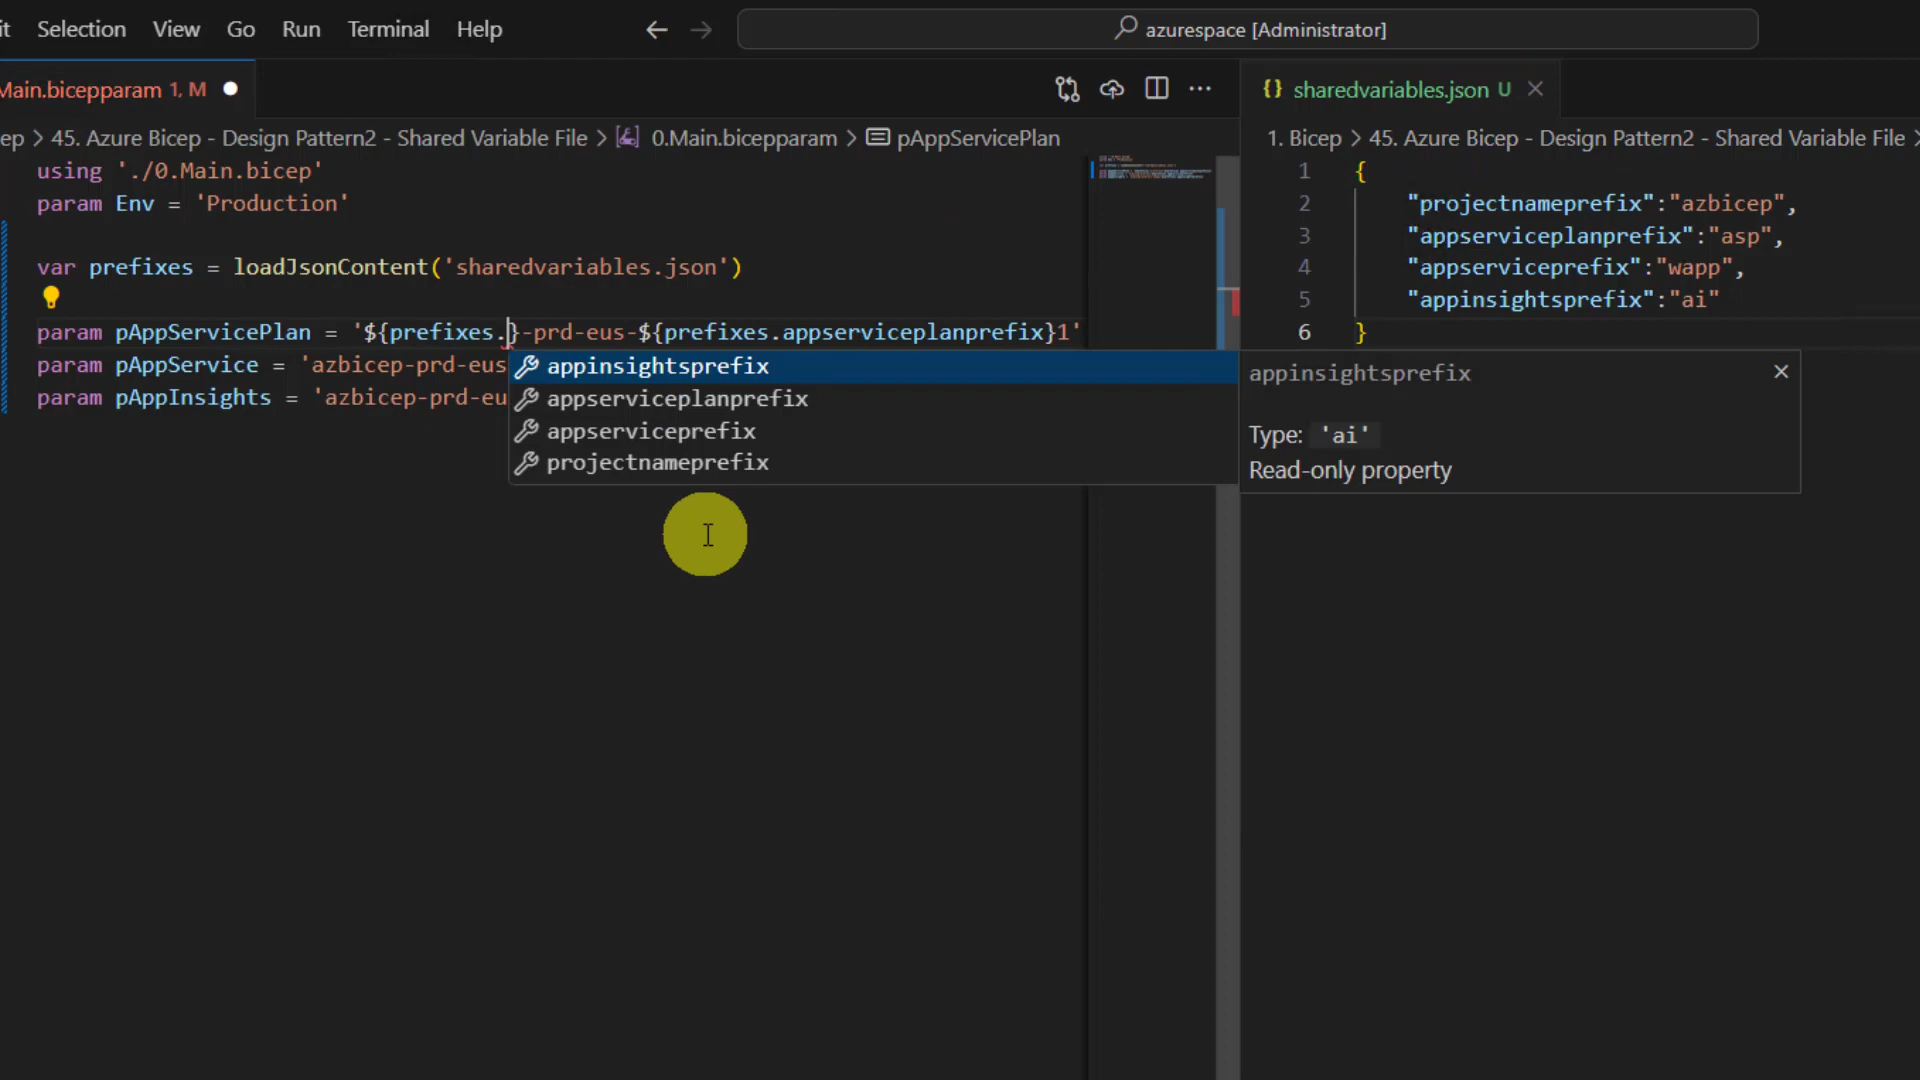 it Selection View Go Run Terminal Help
azurespace [Administrator]
Main.bicepparam 1, M
ep > 45. Azure Bicep - Design Pattern2 - Shared Variable File > 0.Main.bicepparam > pAppServicePlan
using './0.Main.bicep'
param Env = 'Production'
var prefixes = loadJsonContent('sharedvariables.json')
param pAppServicePlan = '${prefixes.}-prd-eus-${prefixes.appserviceplanprefix}1'
param pAppService = 'azbicep-prd-eus
param pAppInsights = 'azbicep-prd-eu
appinsightsprefix
appserviceplanprefix
appserviceprefix
projectnameprefix
{} sharedvariables.json U
1. Bicep > 45. Azure Bicep - Design Pattern2 - Shared Variable File >
1 {
2 "projectnameprefix":"azbicep",
3 "appserviceplanprefix":"asp",
4 "appserviceprefix":"wapp",
5 "appinsightsprefix":"ai"
6 }
appinsightsprefix
Type: 'ai'
Read-only property